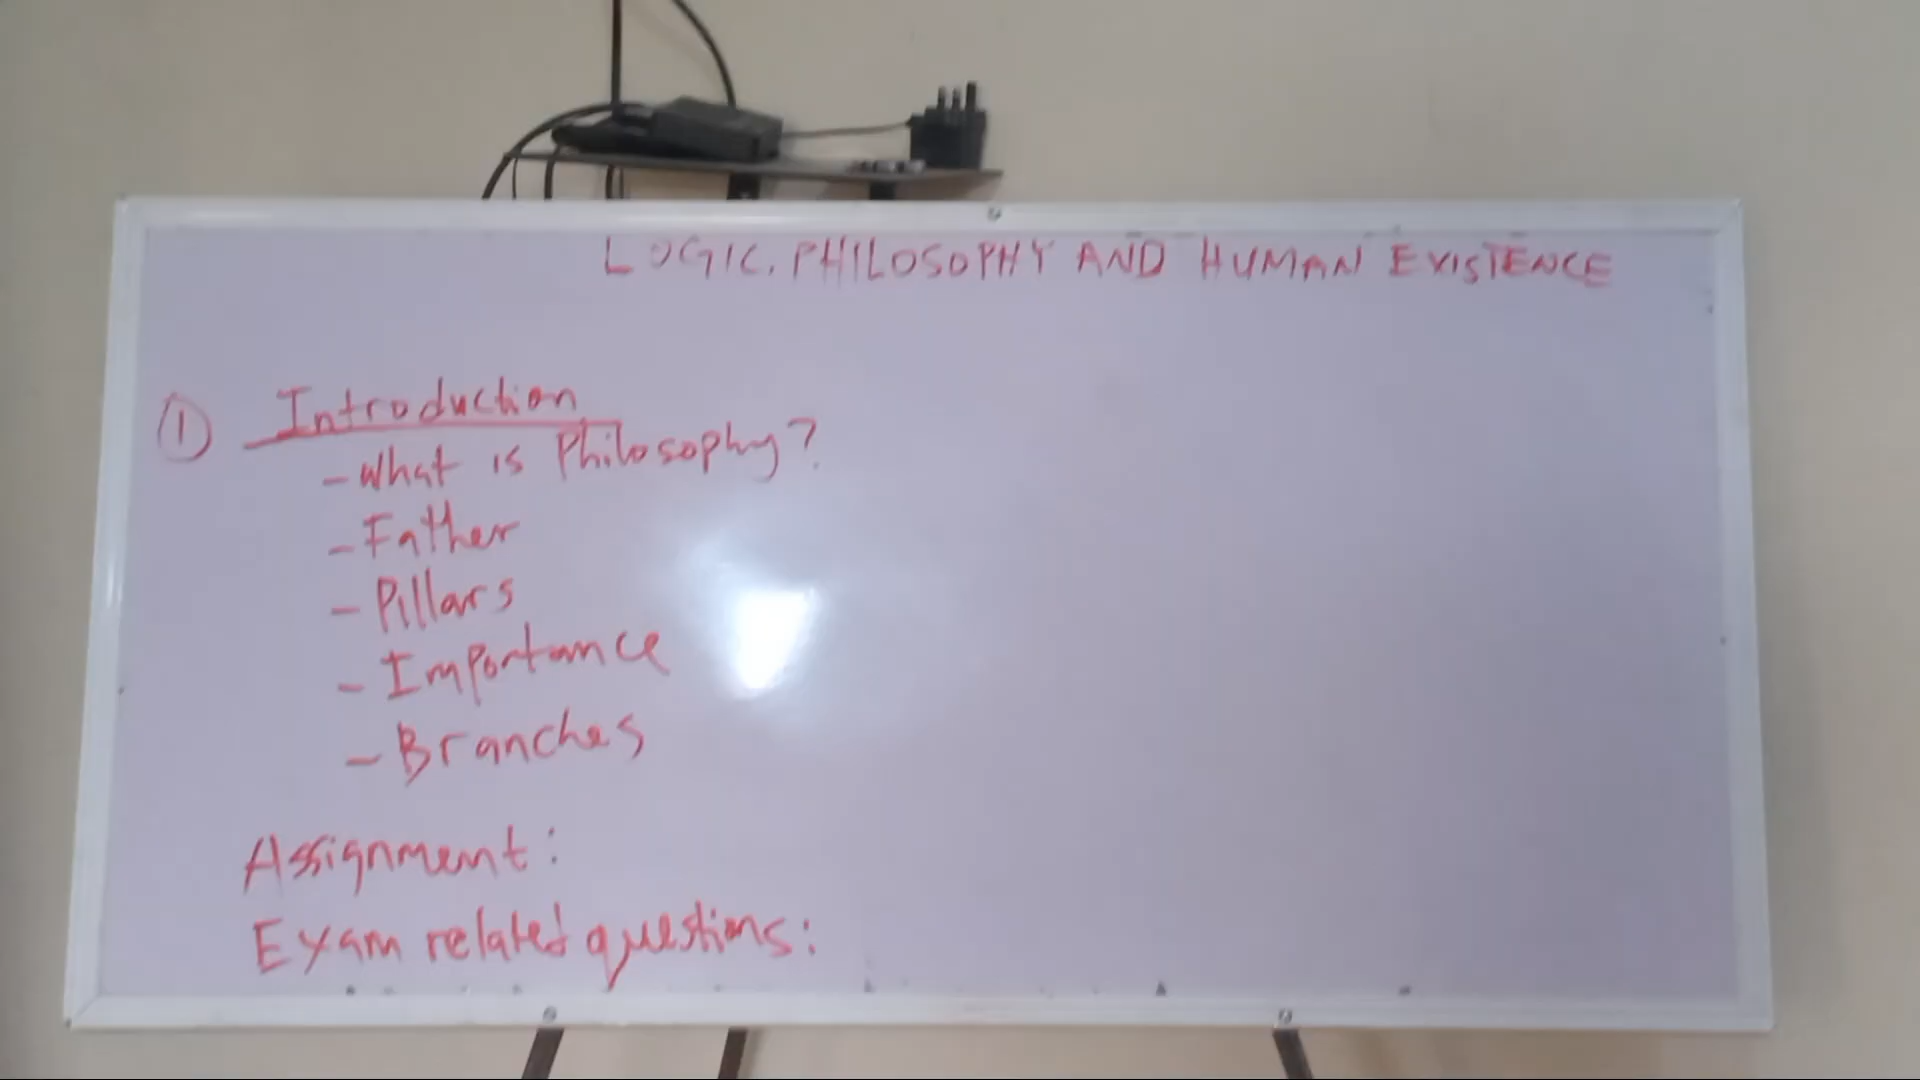 LOGIC, PHILOSOPHY AND HUMAN EXISTENCE
① Introduction
- What is Philosophy?
- Father
- Pillars
- Importance
- Branches
Assignment:
Exam related questions: